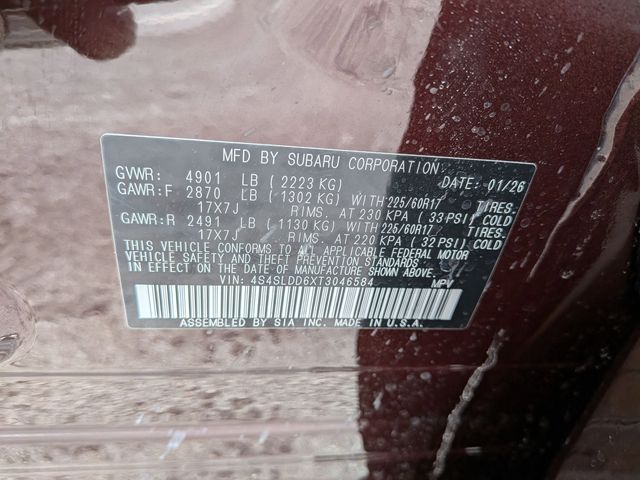 MFD BY SUBARU CORPORATION
GVWR: 4901 LB (2223 KG) DATE: 01/26
GAWR:F 2870 LB (1302 KG) WITH 225/60R17 TIRES.
17X7J RIMS. AT 230 KPA (33 PSI) COLD
GAWR:R 2491 LB (1130 KG) WITH 225/60R17 TIRES.
17X7J RIMS. AT 220 KPA (32 PSI) COLD
THIS VEHICLE CONFORMS TO ALL APPLICABLE FEDERAL MOTOR
VEHICLE SAFETY AND THEFT PREVENTION STANDARDS
IN EFFECT ON THE DATE OF MANUFACTURE SHOWN ABOVE.
VIN: 4S4SLDD6XT3046584 MPV
ASSEMBLED BY SIA INC. MADE IN U.S.A.